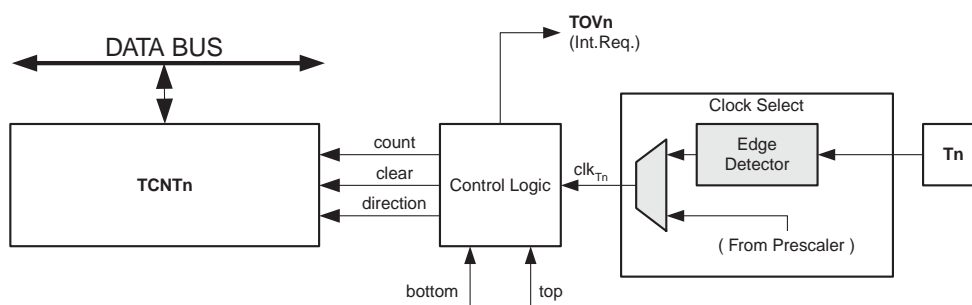 TOVn
(Int.Req.)
DATA BUS
Clock Select
count
Edge
Detector
Tn
TCNTn
clear
Control Logic
clkTn
direction
( From Prescaler )
bottom
top